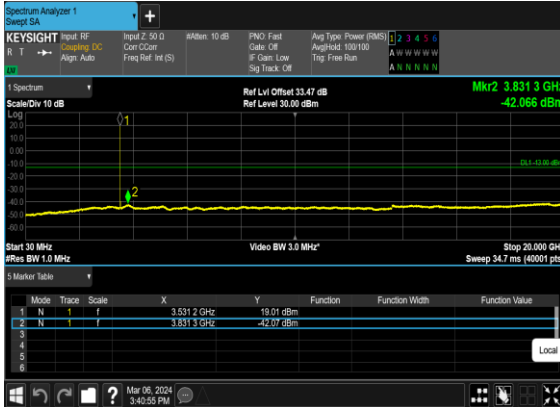 Spectrum Analyzer 1
Swept SA
+
KEYSIGHT
R T
Input: RF
Coupling: DC
Align: Auto
Input Z: 50 Ω
Corr CCorr
Freq Ref: Int (S)
#Atten: 10 dB
PNO: Fast
Gate: Off
IF Gain: Low
Sig Track: Off
Avg Type: Power (RMS)
Avg|Hold: 100/100
Trig: Free Run
1 2 3 4 5 6
A W W W W W
A N N N N N
1 Spectrum
Scale/Div 10 dB
Ref Lvl Offset 33.47 dB
Ref Level 30.00 dBm
Mkr2 3.831 3 GHz
-42.066 dBm
Log
20.0
10.0
0.00
-10.0
-20.0
-30.0
-40.0
-50.0
-60.0
1
2
DL1 -13.00 dBm
Start 30 MHz
#Res BW 1.0 MHz
Video BW 3.0 MHz*
Stop 20.000 GHz
Sweep 34.7 ms (40001 pts)
5 Marker Table
Mode Trace Scale X Y Function Function Width Function Value
1 N 1 f 3.531 2 GHz 19.01 dBm
2 N 1 f 3.831 3 GHz -42.07 dBm
3
4
5
6
Local
?
Mar 06, 2024
3:40:55 PM